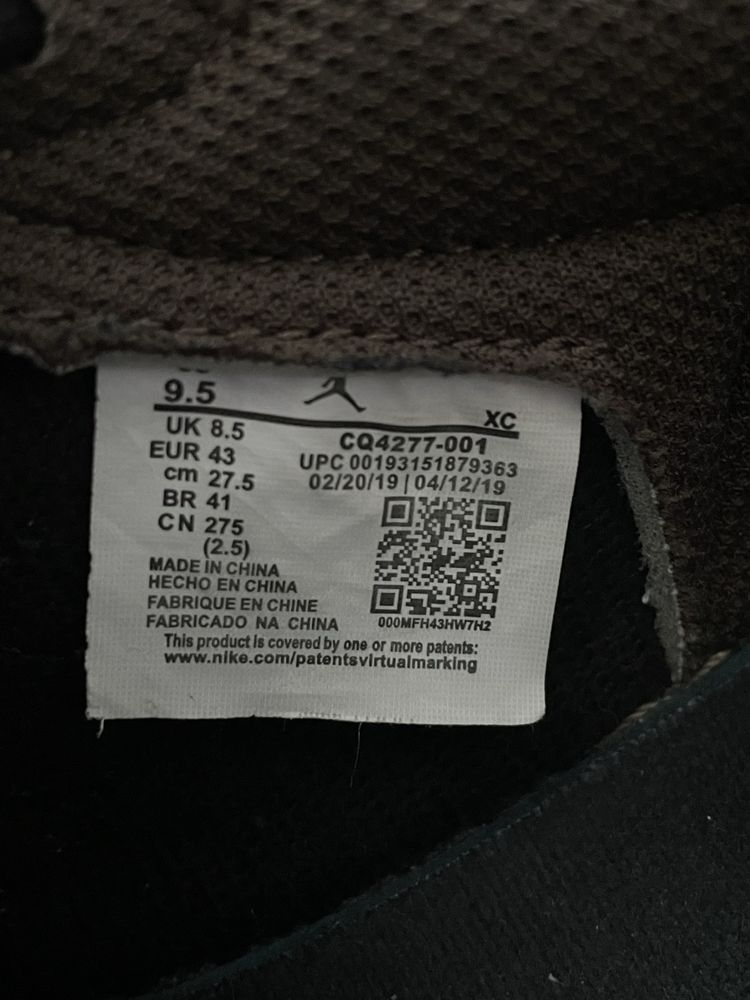 9.5
XC
UK 8.5
EUR 43
cm 27.5
BR 41
CN 275
(2.5)
CQ4277-001
UPC 00193151879363
02/20/19 | 04/12/19
000MFH43HW7H2
MADE IN CHINA
HECHO EN CHINA
FABRIQUE EN CHINE
FABRICADO NA CHINA
This product is covered by one or more patents:
www.nike.com/patentsvirtualmarking